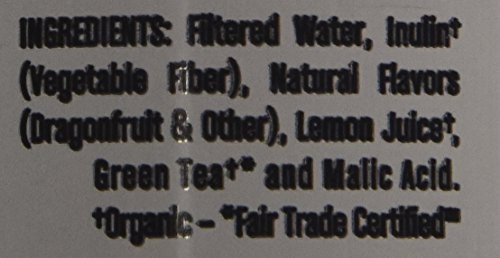 INGREDIENTS: Filtered Water, Inulin†
(Vegetable Fiber), Natural Flavors
(Dragonfruit & Other), Lemon Juice†,
Green Tea†* and Malic Acid.
†Organic – *Fair Trade Certified™